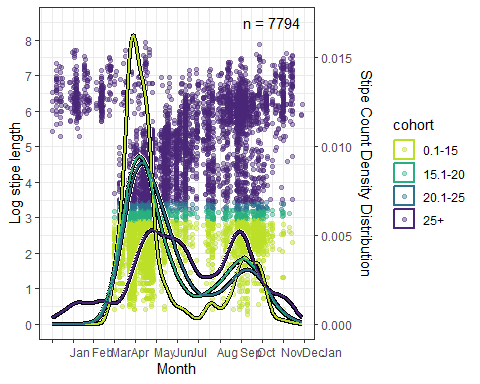 n = 7794
8
7
6
5
4
3
2
1
0
Log stipe length
0.015
0.010
0.005
0.000
Stipe Count Density Distribution
Jan Feb Mar Apr May Jun Jul Aug Sep Oct Nov Dec Jan
Month
cohort
0.1-15
15.1-20
20.1-25
25+